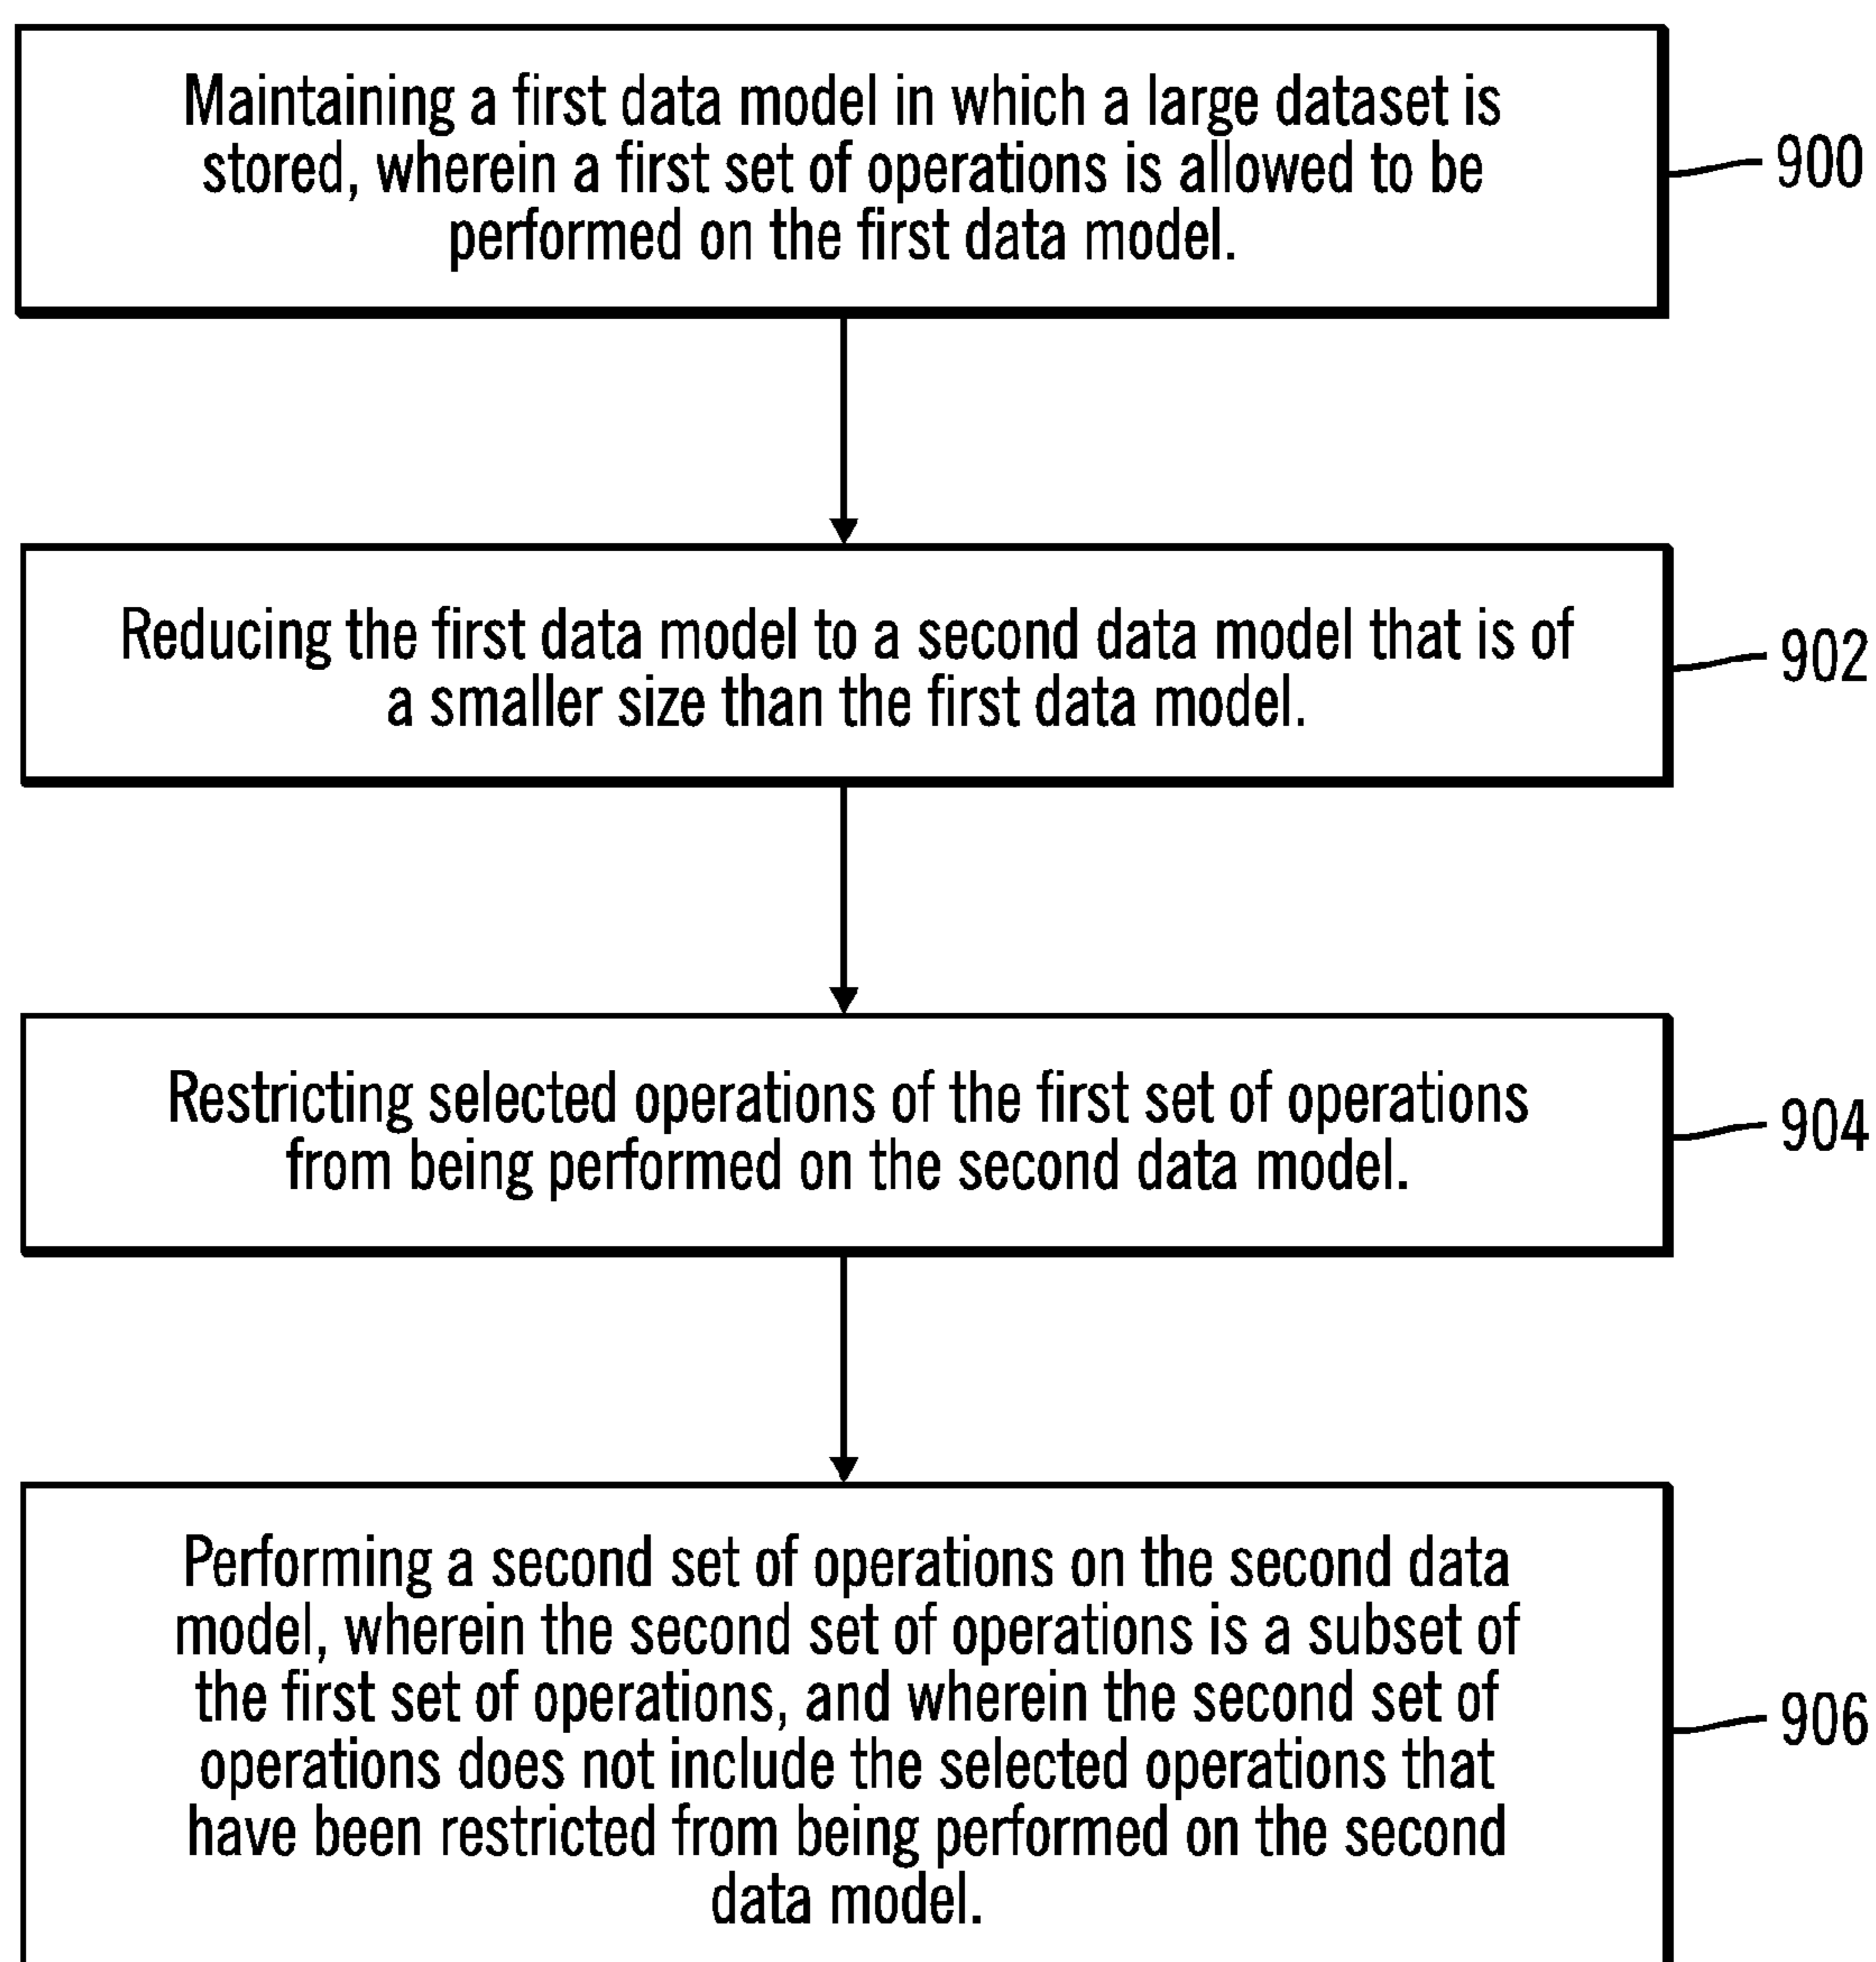 Maintaining a first data model in which a large dataset is
stored, wherein a first set of operations is allowed to be
performed on the first data model.
900
Reducing the first data model to a second data model that is of
a smaller size than the first data model.
902
Restricting selected operations of the first set of operations
from being performed on the second data model.
904
Performing a second set of operations on the second data
model, wherein the second set of operations is a subset of
the first set of operations, and wherein the second set of
operations does not include the selected operations that
have been restricted from being performed on the second
data model.
906